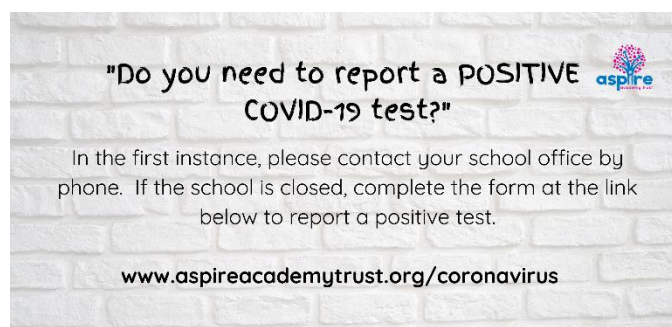 "Do you need to report a POSITIVE
COVID-19 test?"
aspire
academy trust
In the first instance, please contact your school office by
phone.  If the school is closed, complete the form at the link
below to report a positive test.
www.aspireacademytrust.org/coronavirus